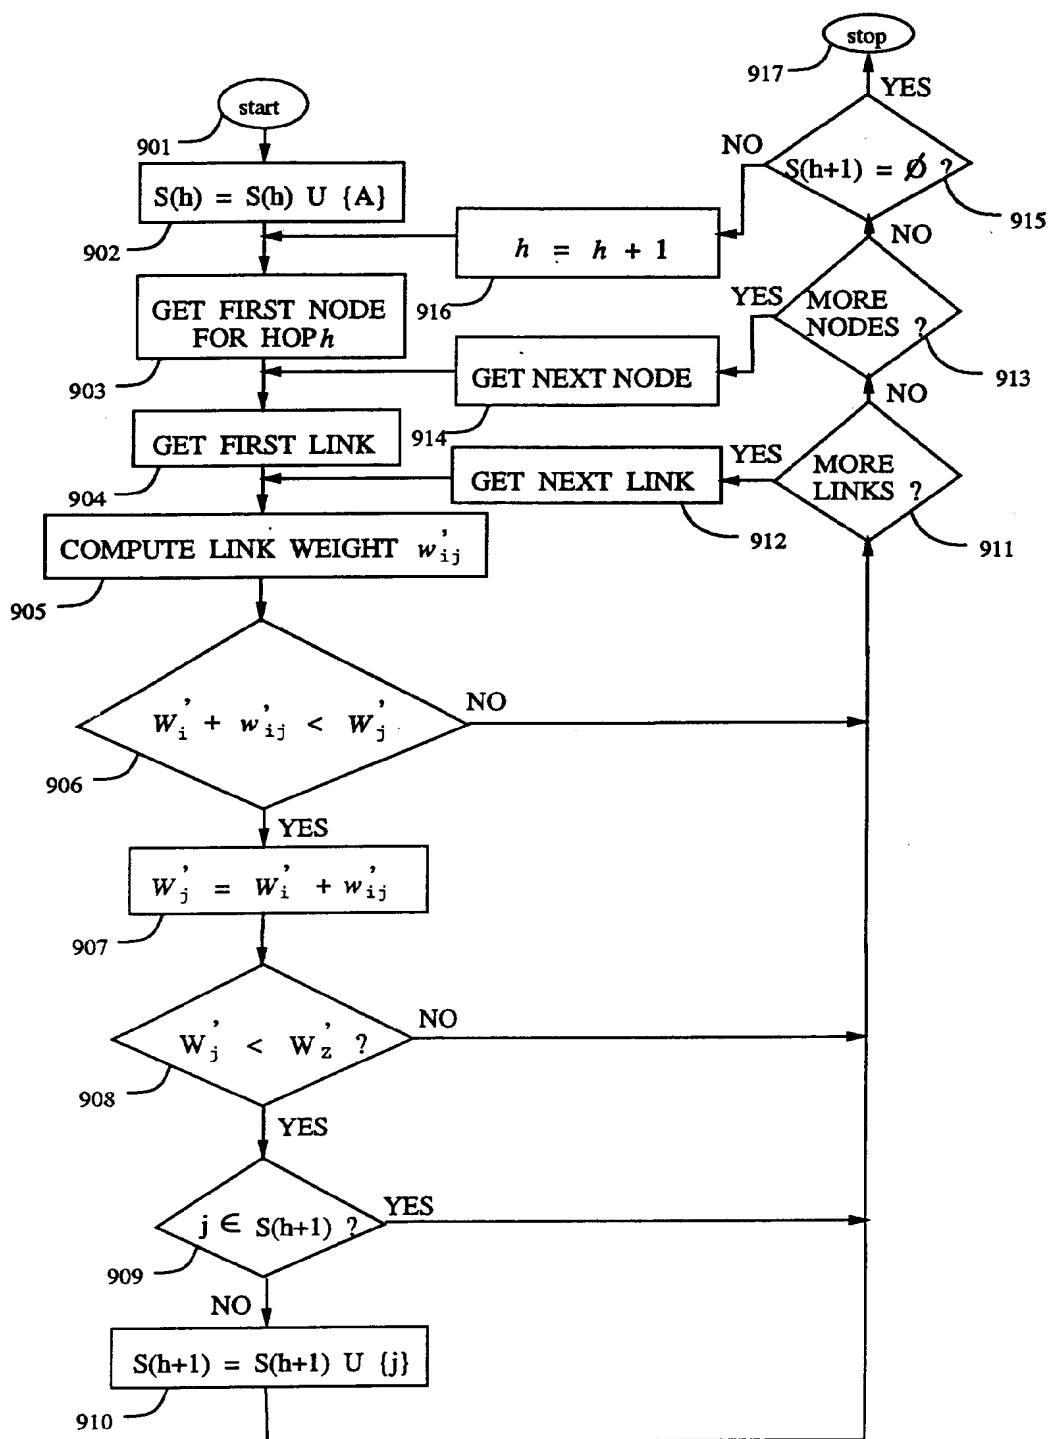 stop
917
YES
start
901
NO
S(h+1) = Ø ?
915
S(h) = S(h) U {A}
902
h = h + 1
916
NO
GET FIRST NODE
FOR HOP h
903
YES
MORE
NODES ?
913
GET NEXT NODE
914
NO
GET FIRST LINK
904
YES
MORE
LINKS ?
911
GET NEXT LINK
912
COMPUTE LINK WEIGHT w'ij
905
W'i + w'ij < W'j
NO
906
YES
W'j = W'i + w'ij
907
W'j < W'z ?
NO
908
YES
j ∈ S(h+1) ?
YES
909
NO
S(h+1) = S(h+1) U {j}
910